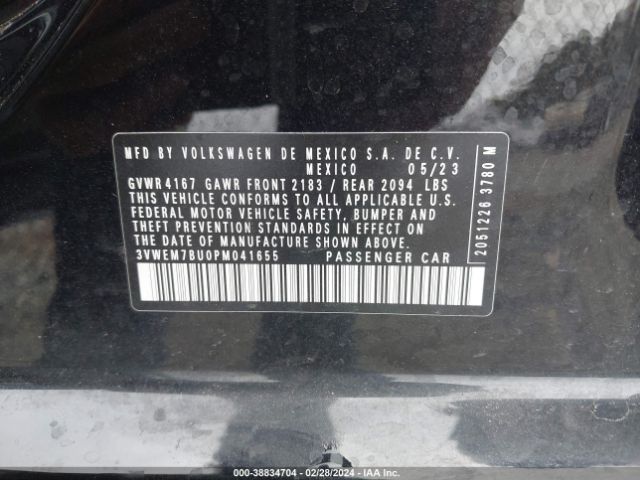 MFD BY VOLKSWAGEN DE MEXICO S.A. DE C.V.
MEXICO 05/23
GVWR 4167 GAWR FRONT 2183 / REAR 2094 LBS
THIS VEHICLE CONFORMS TO ALL APPLICABLE U.S.
FEDERAL MOTOR VEHICLE SAFETY, BUMPER AND
THEFT PREVENTION STANDARDS IN EFFECT ON
THE DATE OF MANUFACTURE SHOWN ABOVE.
3VWEM7BU0PM041655 PASSENGER CAR
2051226 3780 M
000-38834704 - 02/28/2024 - IAA Inc.